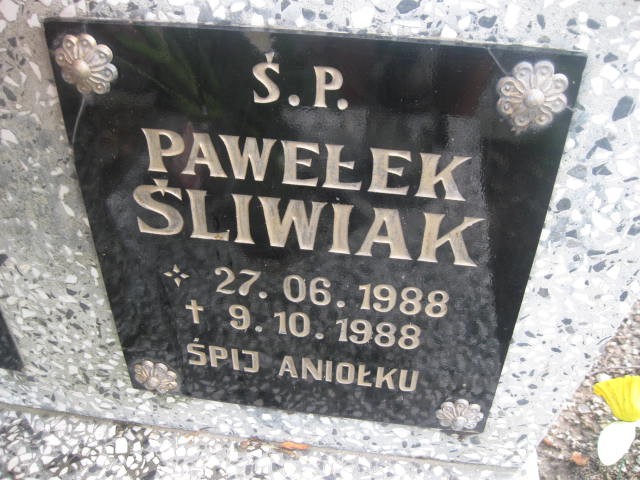 Ś.P.
PAWEŁEK
ŚLIWIAK
✧ 27.06.1988
† 9.10.1988
ŚPIJ ANIOŁKU